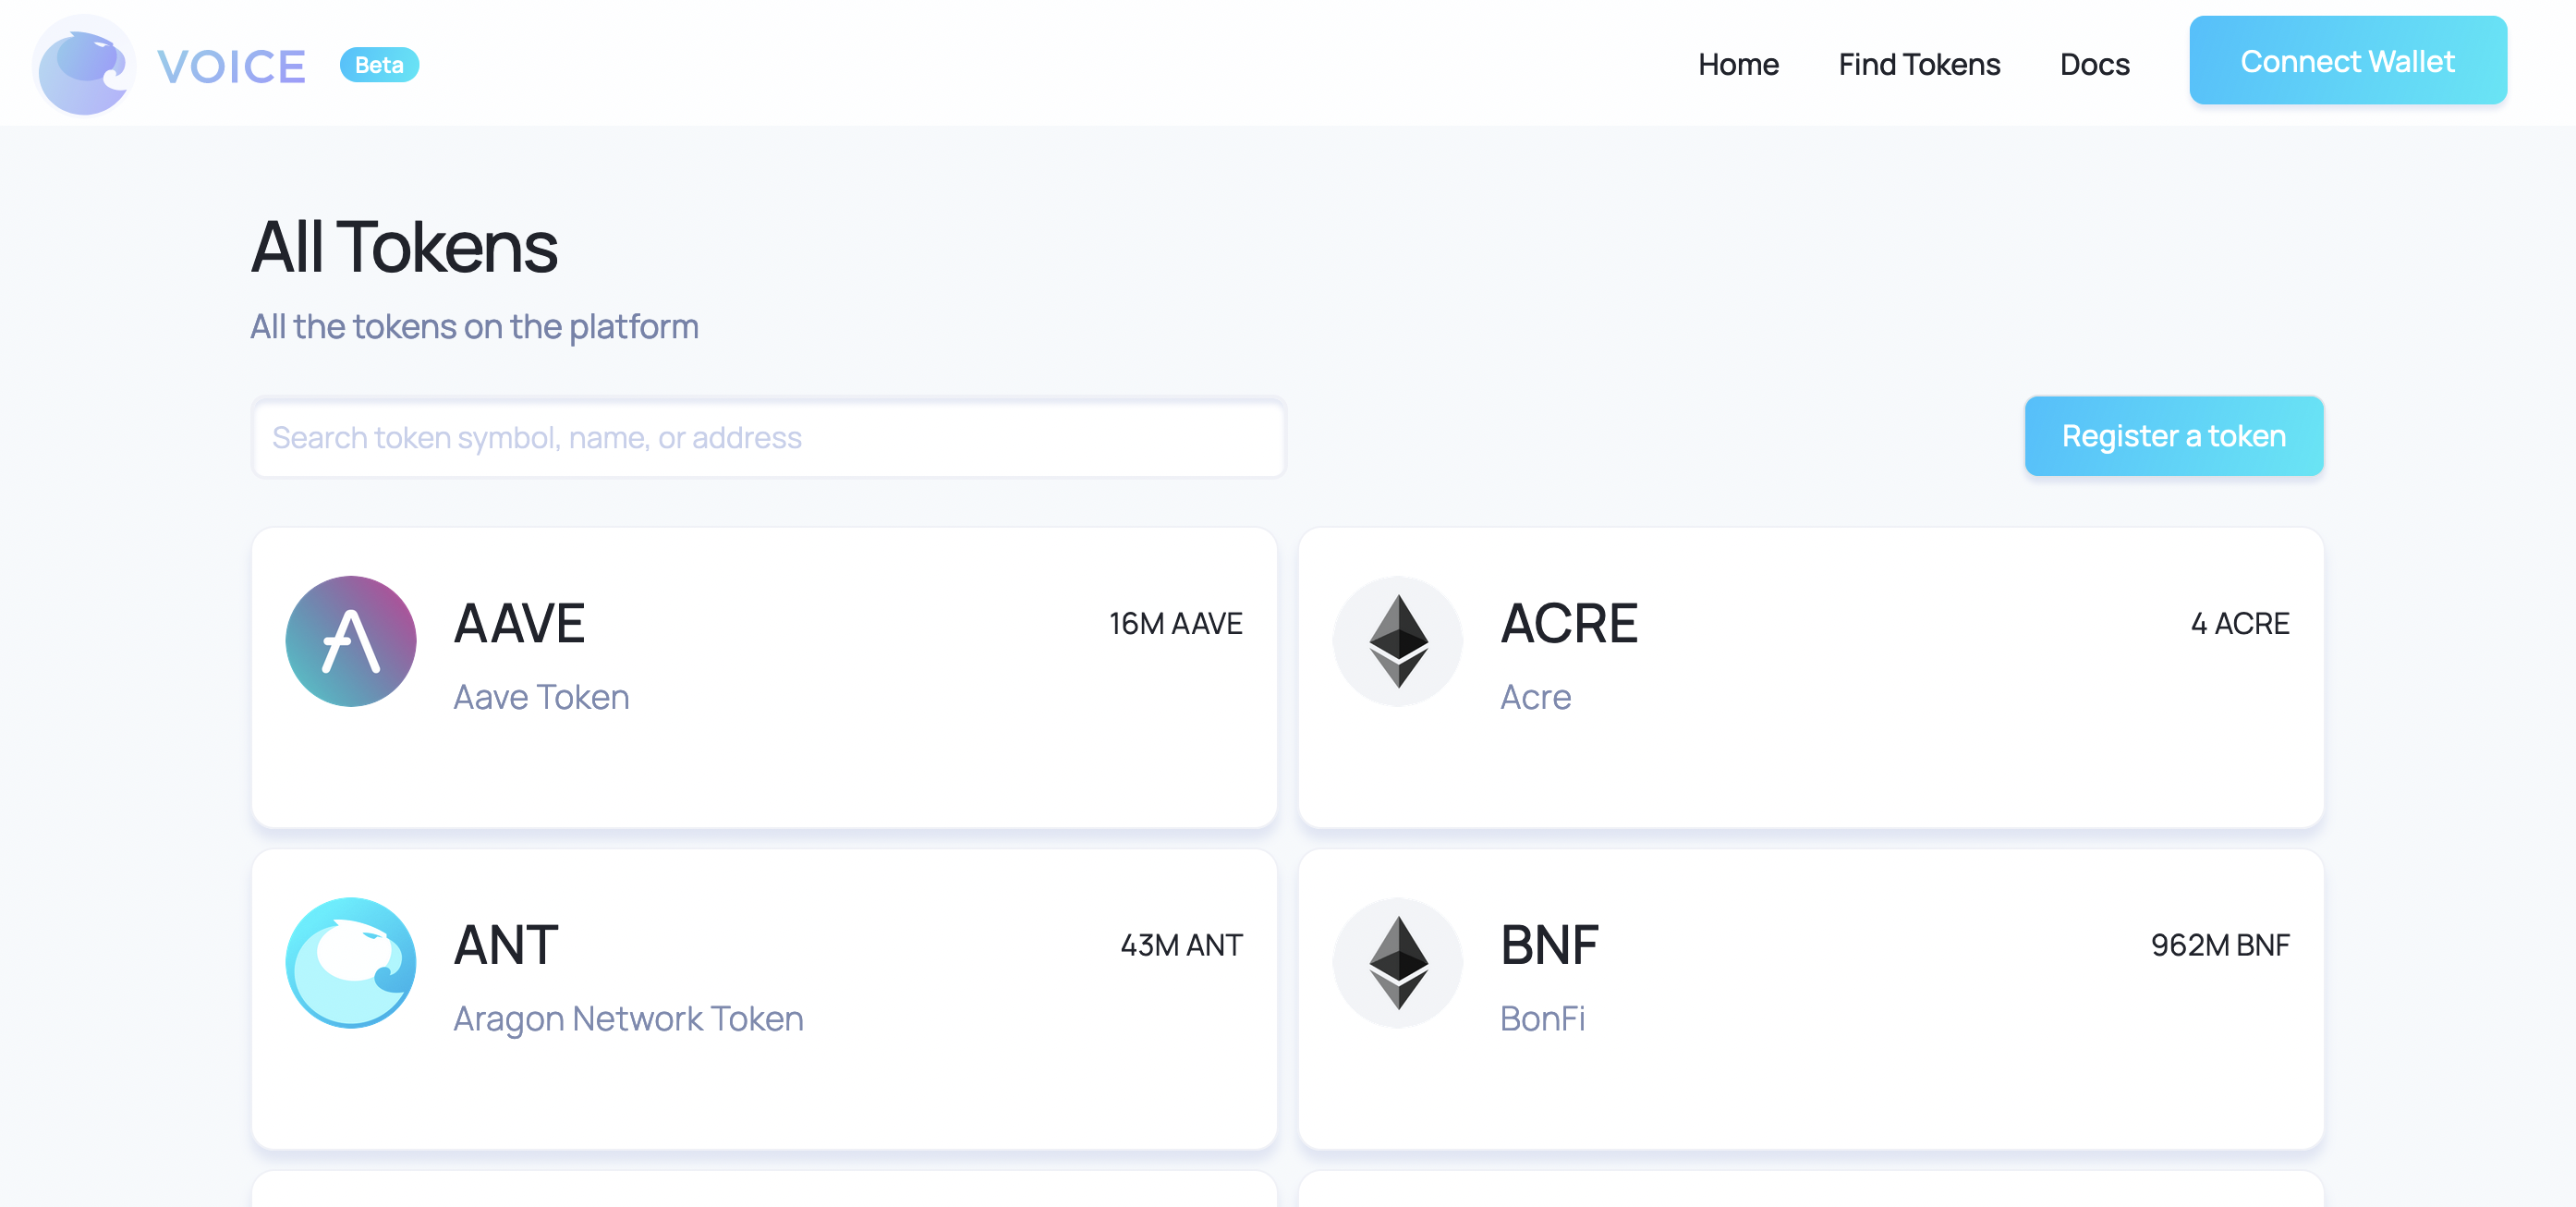 VOICE Beta Home Find Tokens Docs Connect Wallet
All Tokens
All the tokens on the platform
Search token symbol, name, or address Register a token
AAVE 16M AAVE
Aave Token
ACRE 4 ACRE
Acre
ANT 43M ANT
Aragon Network Token
BNF 962M BNF
BonFi